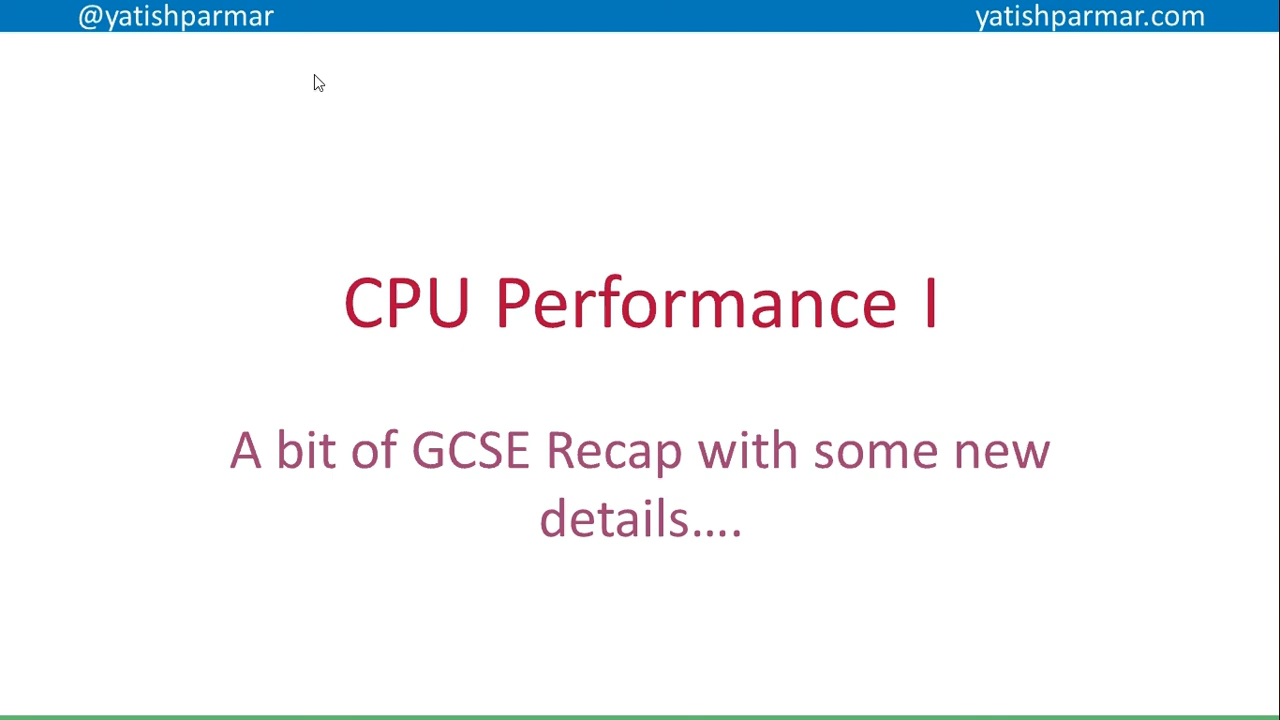 @yatishparmar
yatishparmar.com
CPU Performance I
A bit of GCSE Recap with some new
details....